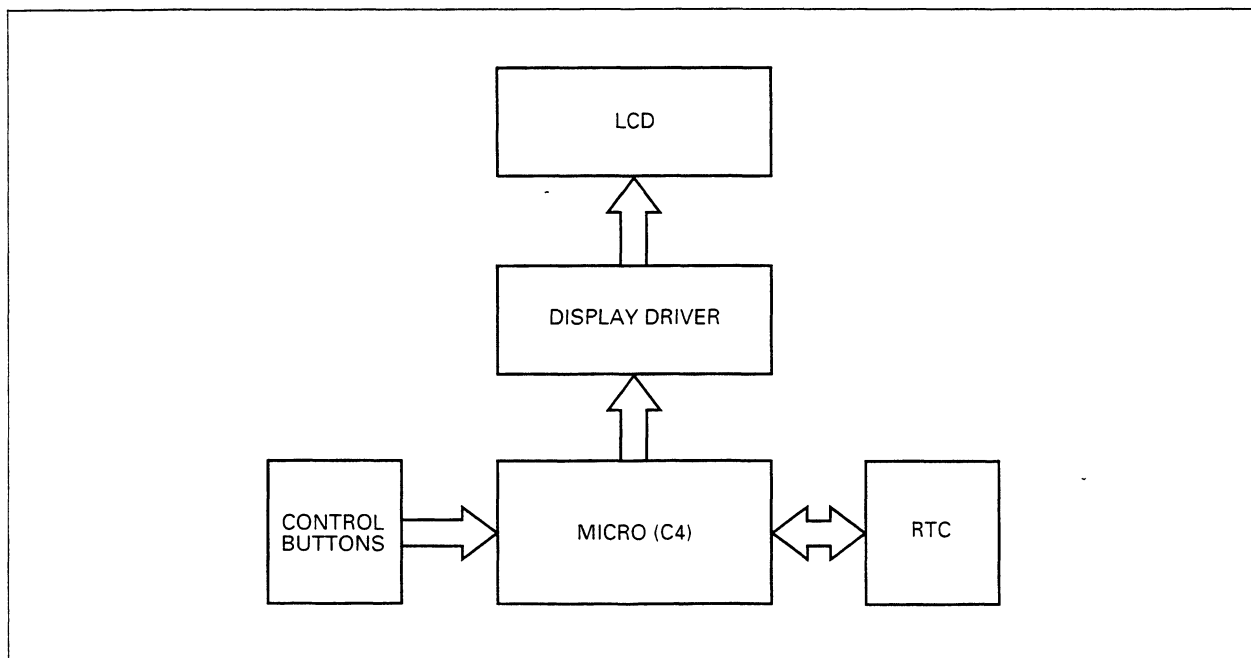 LCD
DISPLAY DRIVER
CONTROL
BUTTONS
MICRO (C4)
RTC